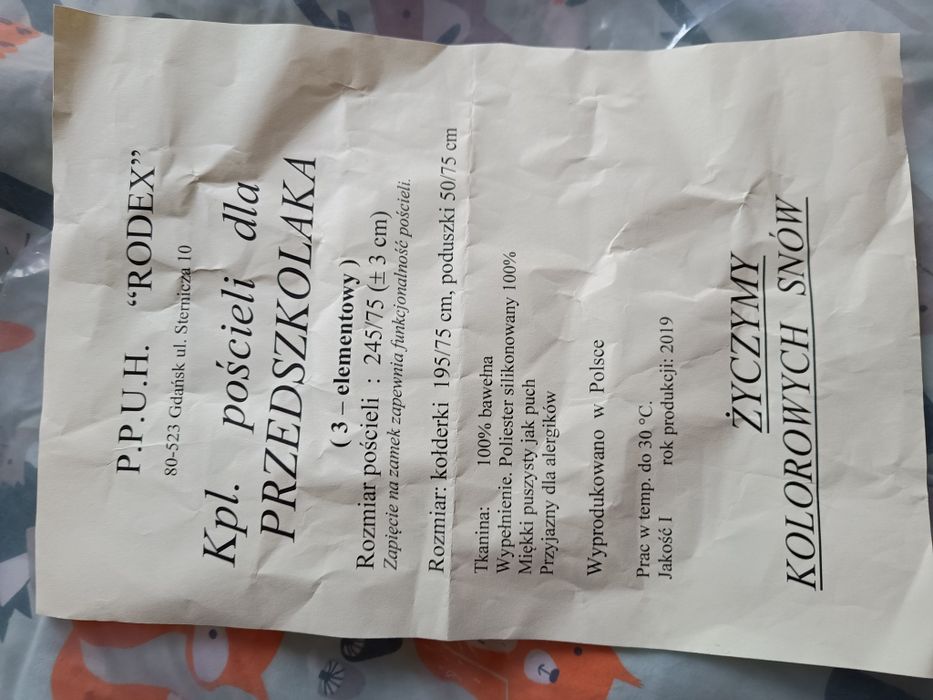 P.P.U.H. “RODEX”
80-523 Gdańsk ul. Sternicza 10
Kpl. pościeli dla
PRZEDSZKOLAKA
( 3 – elementowy )
Rozmiar pościeli : 245/75 (± 3 cm)
Zapięcie na zamek zapewnia funkcjonalność pościeli.
Rozmiar: kołderki 195/75 cm, poduszki 50/75 cm
Tkanina: 100% bawełna
Wypełnienie. Poliester silikonowany 100%
Miękki puszysty jak puch
Przyjazny dla alergików
Wyprodukowano w Polsce
Prac w temp. do 30 °C.
Jakość I rok produkcji: 2019
ŻYCZYMY
KOLOROWYCH SNÓW